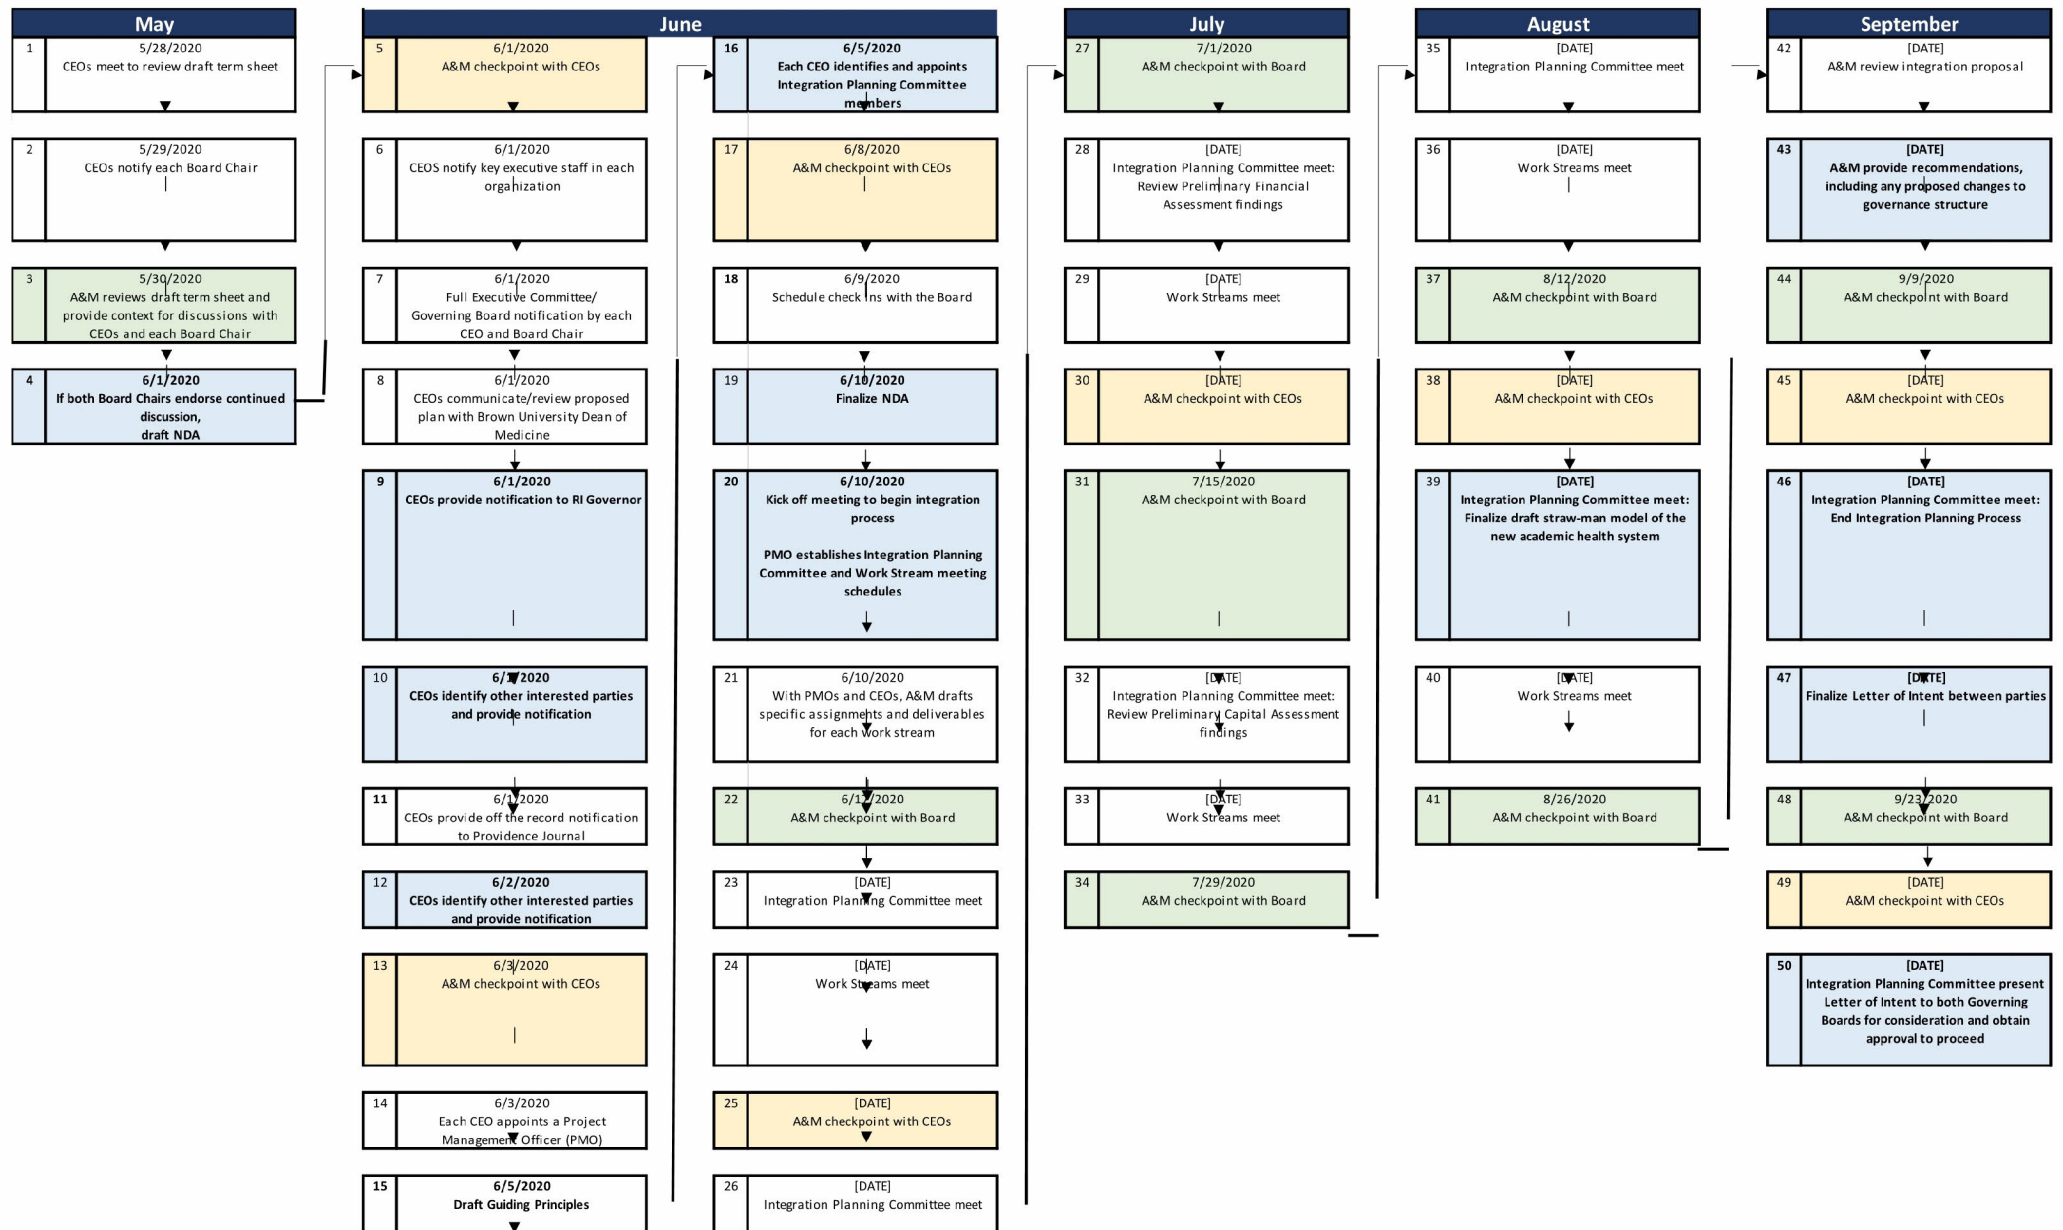 May
1
5/28/2020
CEOs meet to review draft term sheet
2
5/29/2020
CEOs notify each Board Chair
3
5/30/2020
A&M reviews draft term sheet and
provide context for discussions with
CEOs and each Board Chair
4
6/1/2020
If both Board Chairs endorse continued
discussion,
draft NDA
June
5
6/1/2020
A&M checkpoint with CEOs
6
6/1/2020
CEOS notify key executive staff in each
organization
7
6/1/2020
Full Executive Committee/
Governing Board notification by each
CEO and Board Chair
8
6/1/2020
CEOs communicate/review proposed
plan with Brown University Dean of
Medicine
9
6/1/2020
CEOs provide notification to RI Governor
10
6/1/2020
CEOs identify other interested parties
and provide notification
11
6/1/2020
CEOs provide off the record notification
to Providence Journal
12
6/2/2020
CEOs identify other interested parties
and provide notification
13
6/3/2020
A&M checkpoint with CEOs
14
6/3/2020
Each CEO appoints a Project
Management Officer (PMO)
15
6/5/2020
Draft Guiding Principles
16
6/5/2020
Each CEO identifies and appoints
Integration Planning Committee
members
17
6/8/2020
A&M checkpoint with CEOs
18
6/9/2020
Schedule check ins with the Board
19
6/10/2020
Finalize NDA
20
6/10/2020
Kick off meeting to begin integration
process
PMO establishes Integration Planning
Committee and Work Stream meeting
schedules
21
6/10/2020
With PMOs and CEOs, A&M drafts
specific assignments and deliverables
for each work stream
22
6/17/2020
A&M checkpoint with Board
23
[DATE]
Integration Planning Committee meet
24
[DATE]
Work Streams meet
25
[DATE]
A&M checkpoint with CEOs
26
[DATE]
Integration Planning Committee meet
July
27
7/1/2020
A&M checkpoint with Board
28
[DATE]
Integration Planning Committee meet:
Review Preliminary Financial
Assessment findings
29
[DATE]
Work Streams meet
30
[DATE]
A&M checkpoint with CEOs
31
7/15/2020
A&M checkpoint with Board
32
[DATE]
Integration Planning Committee meet:
Review Preliminary Capital Assessment
findings
33
[DATE]
Work Streams meet
34
7/29/2020
A&M checkpoint with Board
August
35
[DATE]
Integration Planning Committee meet
36
[DATE]
Work Streams meet
37
8/12/2020
A&M checkpoint with Board
38
[DATE]
A&M checkpoint with CEOs
39
[DATE]
Integration Planning Committee meet:
Finalize draft straw-man model of the
new academic health system
40
[DATE]
Work Streams meet
41
8/26/2020
A&M checkpoint with Board
September
42
[DATE]
A&M review integration proposal
43
[DATE]
A&M provide recommendations,
including any proposed changes to
governance structure
44
9/9/2020
A&M checkpoint with Board
45
[DATE]
A&M checkpoint with CEOs
46
[DATE]
Integration Planning Committee meet:
End Integration Planning Process
47
[DATE]
Finalize Letter of Intent between parties
48
9/23/2020
A&M checkpoint with Board
49
[DATE]
A&M checkpoint with CEOs
50
[DATE]
Integration Planning Committee present
Letter of Intent to both Governing
Boards for consideration and obtain
approval to proceed